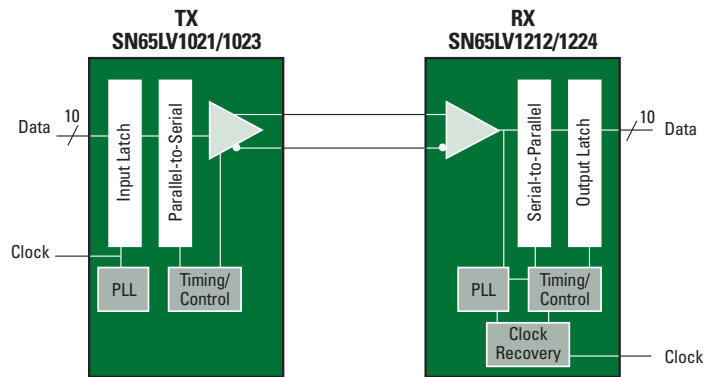 TX
SN65LV1021/1023
RX
SN65LV1212/1224
Data
10
Input Latch
Parallel-to-Serial
Clock
PLL
Timing/
Control
Serial-to-Parallel
Output Latch
10
Data
PLL
Timing/
Control
Clock
Recovery
Clock